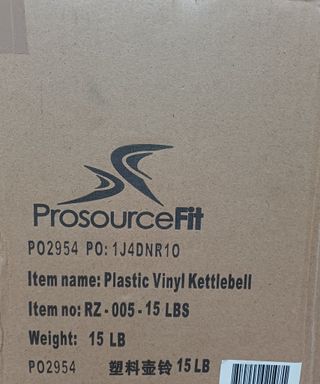 ProsourceFit
PO2954 PO: 1J4DNR10
Item name: Plastic Vinyl Kettlebell
Item no: RZ - 005 - 15 LBS
Weight: 15 LB
PO2954 塑料壶铃 15 LB